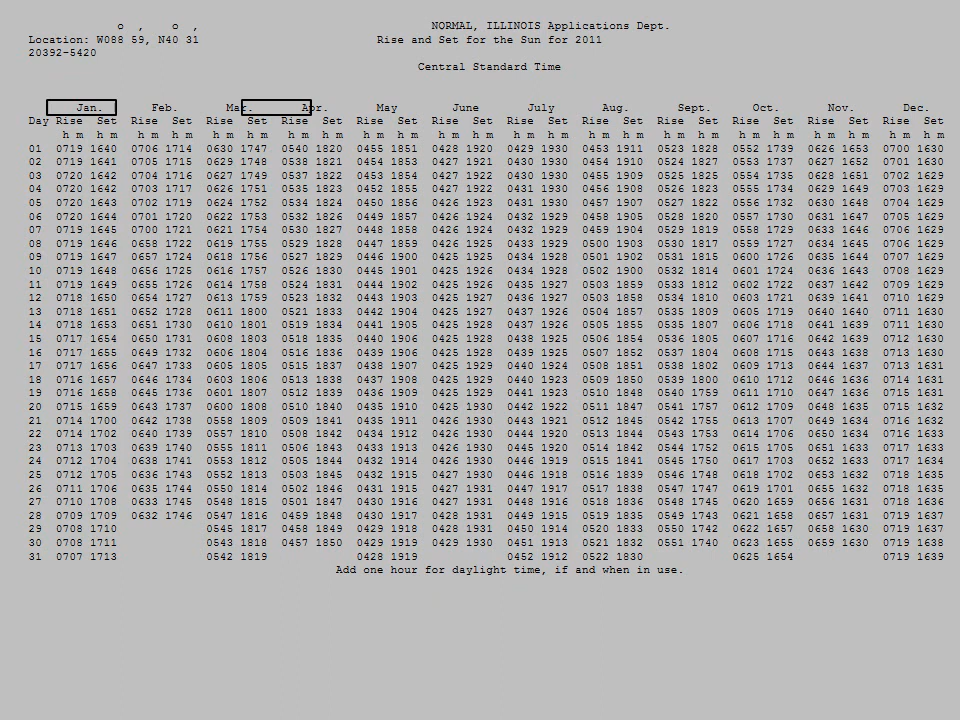 o , o , NORMAL, ILLINOIS Applications Dept.
Location: W088 59, N40 31 Rise and Set for the Sun for 2011
20392-5420
Central Standard Time
Jan. Feb. Mar. Apr. May June July Aug. Sept. Oct. Nov. Dec.
Day Rise Set Rise Set Rise Set Rise Set Rise Set Rise Set Rise Set Rise Set Rise Set Rise Set Rise Set Rise Set
h m h m h m h m h m h m h m h m h m h m h m h m h m h m h m h m h m h m h m h m h m h m h m h m
01 0719 1640 0706 1714 0630 1747 0540 1820 0455 1851 0428 1920 0429 1930 0453 1911 0523 1828 0552 1739 0626 1653 0700 1630
02 0719 1641 0705 1715 0629 1748 0538 1821 0454 1853 0427 1921 0430 1930 0454 1910 0524 1827 0553 1737 0627 1652 0701 1630
03 0720 1642 0704 1716 0627 1749 0537 1822 0453 1854 0427 1922 0430 1930 0455 1909 0525 1825 0554 1735 0628 1651 0702 1629
04 0720 1642 0703 1717 0626 1751 0535 1823 0452 1855 0427 1922 0431 1930 0456 1908 0526 1823 0555 1734 0629 1649 0703 1629
05 0720 1643 0702 1719 0624 1752 0534 1824 0450 1856 0426 1923 0431 1930 0457 1907 0527 1822 0556 1732 0630 1648 0704 1629
06 0720 1644 0701 1720 0622 1753 0532 1826 0449 1857 0426 1924 0432 1929 0458 1905 0528 1820 0557 1730 0631 1647 0705 1629
07 0719 1645 0700 1721 0621 1754 0530 1827 0448 1858 0426 1924 0432 1929 0459 1904 0529 1819 0558 1729 0633 1646 0706 1629
08 0719 1646 0658 1722 0619 1755 0529 1828 0447 1859 0426 1925 0433 1929 0500 1903 0530 1817 0559 1727 0634 1645 0706 1629
09 0719 1647 0657 1724 0618 1756 0527 1829 0446 1900 0425 1925 0434 1928 0501 1902 0531 1815 0600 1726 0635 1644 0707 1629
10 0719 1648 0656 1725 0616 1757 0526 1830 0445 1901 0425 1926 0434 1928 0502 1900 0532 1814 0601 1724 0636 1643 0708 1629
11 0719 1649 0655 1726 0614 1758 0524 1831 0444 1902 0425 1926 0435 1927 0503 1859 0533 1812 0602 1722 0637 1642 0709 1629
12 0718 1650 0654 1727 0613 1759 0523 1832 0443 1903 0425 1927 0436 1927 0503 1858 0534 1810 0603 1721 0639 1641 0710 1629
13 0718 1651 0652 1728 0611 1800 0521 1833 0442 1904 0425 1927 0437 1926 0504 1857 0535 1809 0605 1719 0640 1640 0711 1630
14 0718 1653 0651 1730 0610 1801 0519 1834 0441 1905 0425 1928 0437 1926 0505 1855 0535 1807 0606 1718 0641 1639 0711 1630
15 0717 1654 0650 1731 0608 1803 0518 1835 0440 1906 0425 1928 0438 1925 0506 1854 0536 1805 0607 1716 0642 1639 0712 1630
16 0717 1655 0649 1732 0606 1804 0516 1836 0439 1906 0425 1928 0439 1925 0507 1852 0537 1804 0608 1715 0643 1638 0713 1630
17 0717 1656 0647 1733 0605 1805 0515 1837 0438 1907 0425 1929 0440 1924 0508 1851 0538 1802 0609 1713 0644 1637 0713 1631
18 0716 1657 0646 1734 0603 1806 0513 1838 0437 1908 0425 1929 0440 1923 0509 1850 0539 1800 0610 1712 0646 1636 0714 1631
19 0716 1658 0645 1736 0601 1807 0512 1839 0436 1909 0425 1929 0441 1923 0510 1848 0540 1759 0611 1710 0647 1636 0715 1631
20 0715 1659 0643 1737 0600 1808 0510 1840 0435 1910 0425 1930 0442 1922 0511 1847 0541 1757 0612 1709 0648 1635 0715 1632
21 0714 1700 0642 1738 0558 1809 0509 1841 0435 1911 0426 1930 0443 1921 0512 1845 0542 1755 0613 1707 0649 1634 0716 1632
22 0714 1702 0640 1739 0557 1810 0508 1842 0434 1912 0426 1930 0444 1920 0513 1844 0543 1753 0614 1706 0650 1634 0716 1633
23 0713 1703 0639 1740 0555 1811 0506 1843 0433 1913 0426 1930 0445 1920 0514 1842 0544 1752 0615 1705 0651 1633 0717 1633
24 0712 1704 0638 1741 0553 1812 0505 1844 0432 1914 0426 1930 0446 1919 0515 1841 0545 1750 0617 1703 0652 1633 0717 1634
25 0712 1705 0636 1743 0552 1813 0503 1845 0432 1915 0427 1930 0446 1918 0516 1839 0546 1748 0618 1702 0653 1632 0718 1635
26 0711 1706 0635 1744 0550 1814 0502 1846 0431 1915 0427 1931 0447 1917 0517 1838 0547 1747 0619 1701 0655 1632 0718 1635
27 0710 1708 0633 1745 0548 1815 0501 1847 0430 1916 0427 1931 0448 1916 0518 1836 0548 1745 0620 1659 0656 1631 0718 1636
28 0709 1709 0632 1746 0547 1816 0459 1848 0430 1917 0428 1931 0449 1915 0519 1835 0549 1743 0621 1658 0657 1631 0719 1637
29 0708 1710 0545 1817 0458 1849 0429 1918 0428 1931 0450 1914 0520 1833 0550 1742 0622 1657 0658 1630 0719 1637
30 0708 1711 0543 1818 0457 1850 0429 1919 0429 1930 0451 1913 0521 1832 0551 1740 0623 1655 0659 1630 0719 1638
31 0707 1713 0542 1819 0428 1919 0452 1912 0522 1830 0625 1654 0719 1639
Add one hour for daylight time, if and when in use.